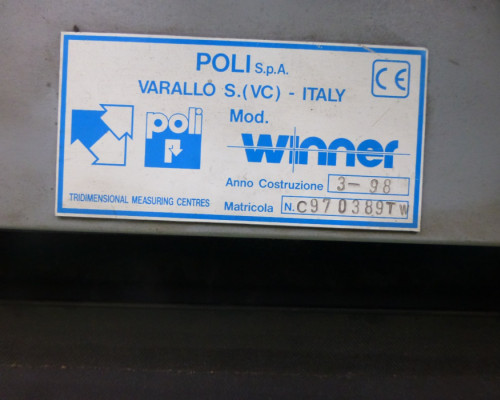 POLI S.p.A.
CE
VARALLO S.(VC) - ITALY
poli
Mod.
winner
Anno Costruzione 3-98
TRIDIMENSIONAL MEASURING CENTRES
Matricola N. C970389TW